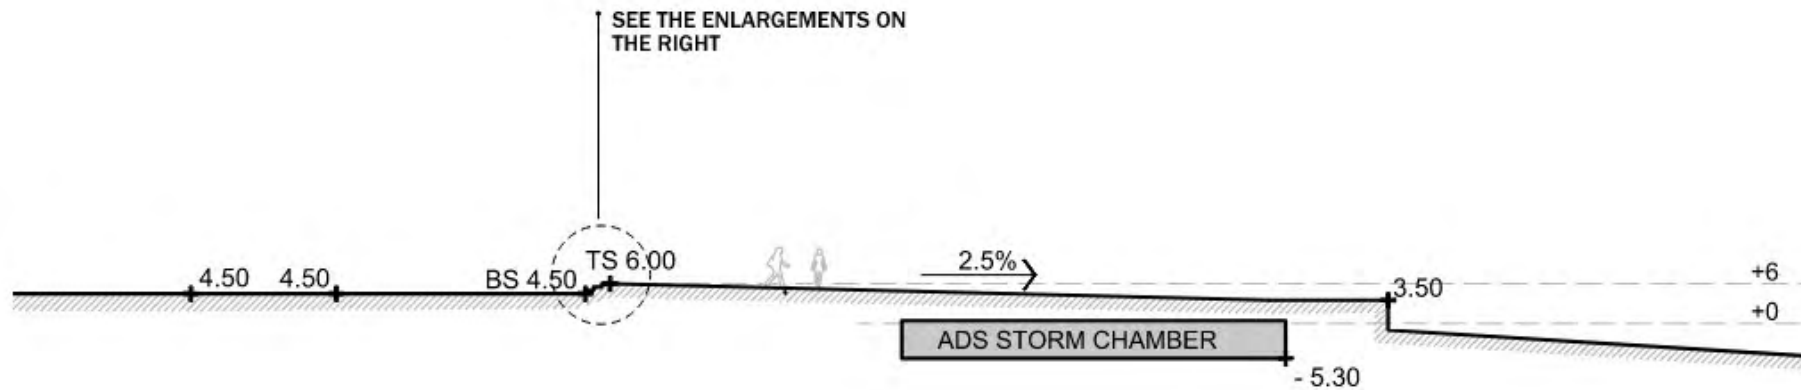 SEE THE ENLARGEMENTS ON
THE RIGHT
4.50 4.50 BS 4.50 TS 6.00 2.5% +6
3.50
+0
ADS STORM CHAMBER
- 5.30